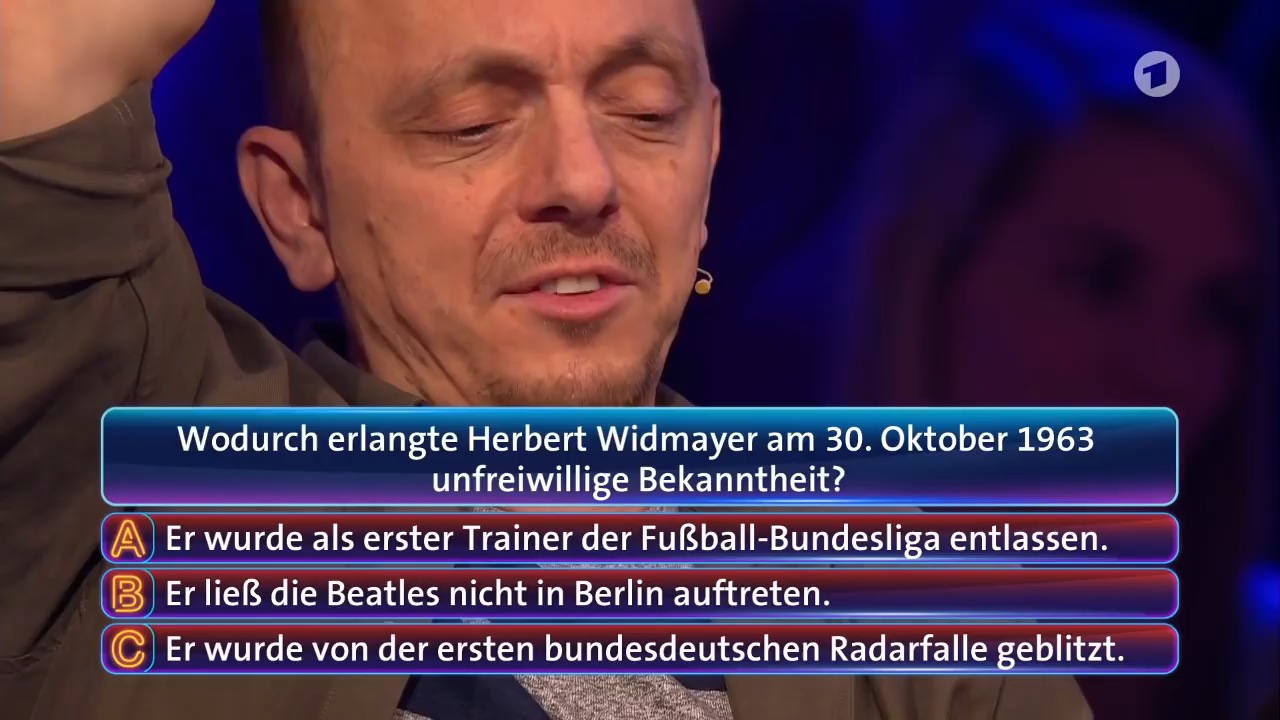 1
Wodurch erlangte Herbert Widmayer am 30. Oktober 1963
unfreiwillige Bekanntheit?
A Er wurde als erster Trainer der Fußball-Bundesliga entlassen.
B Er ließ die Beatles nicht in Berlin auftreten.
C Er wurde von der ersten bundesdeutschen Radarfalle geblitzt.